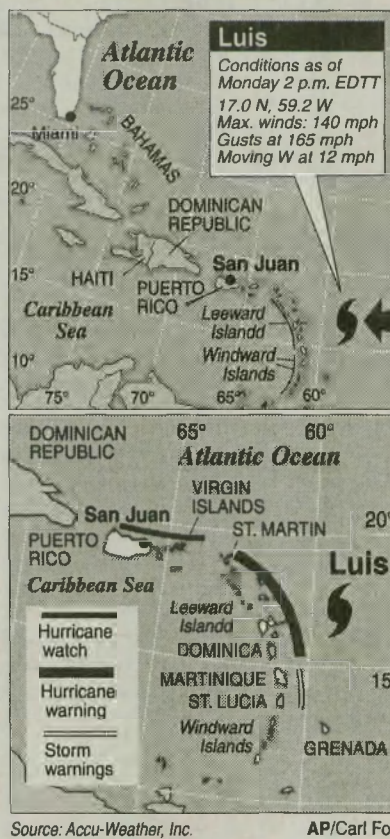 Luis
Conditions as of
Monday 2 p.m. EDTT
17.0 N, 59.2 W
Max. winds: 140 mph
Gusts at 165 mph
Moving W at 12 mph
Atlantic
Ocean
25°
Miami
BAHAMAS
20°
DOMINICAN
REPUBLIC
San Juan
15°
HAITI
PUERTO
RICO
Caribbean
Sea
Leeward
Islandd
Windward
Islands
10°
75°
70°
65°
60°
DOMINICAN
REPUBLIC
65°
60°
Atlantic Ocean
VIRGIN
ISLANDS
San Juan
ST. MARTIN
20°
PUERTO
RICO
Luis
Caribbean Sea
Leeward
Islandd
Hurricane
watch
DOMINICA
Hurricane
warning
MARTINIQUE
15
ST. LUCIA
Storm
warnings
Windward
Islands
GRENADA
Source: Accu-Weather, Inc.
AP/Carl Fo